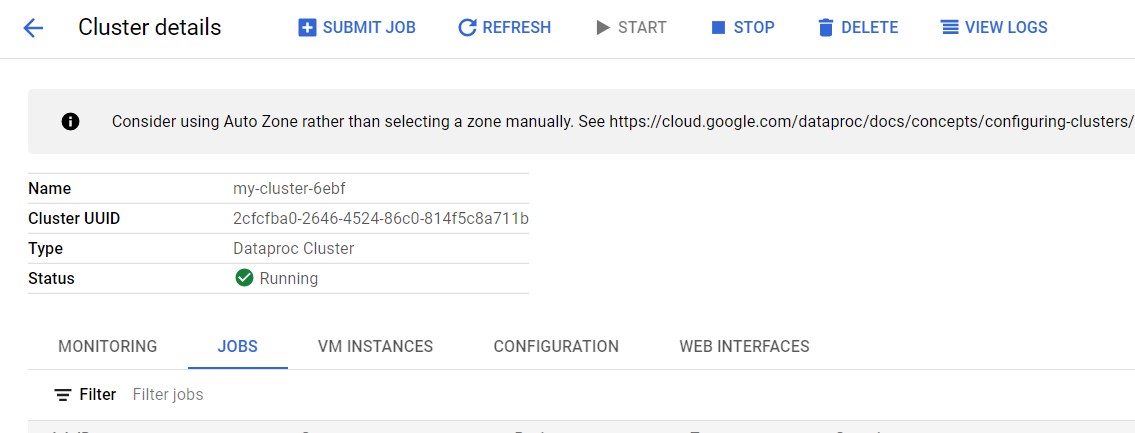 Cluster details SUBMIT JOB REFRESH START STOP DELETE VIEW LOGS
Consider using Auto Zone rather than selecting a zone manually. See https://cloud.google.com/dataproc/docs/concepts/configuring-clusters/
Name my-cluster-6ebf
Cluster UUID 2cfcfba0-2646-4524-86c0-814f5c8a711b
Type Dataproc Cluster
Status Running
MONITORING JOBS VM INSTANCES CONFIGURATION WEB INTERFACES
Filter Filter jobs